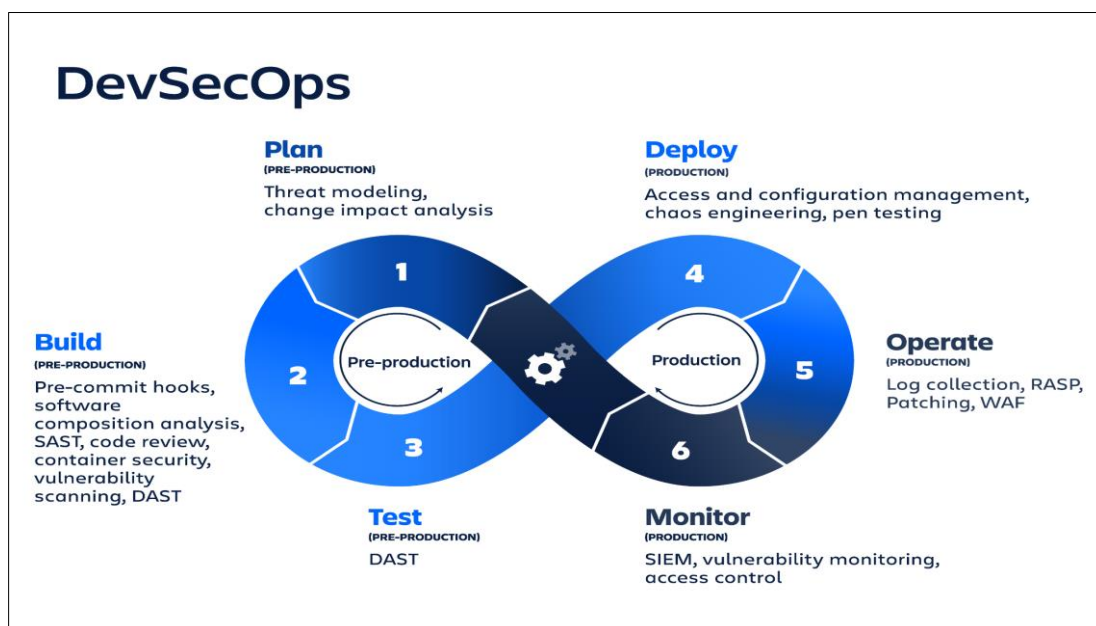 DevSecOps
Plan
(PRE-PRODUCTION)
Threat modeling,
change impact analysis
Deploy
(PRODUCTION)
Access and configuration management,
chaos engineering, pen testing
1
4
Build
(PRE-PRODUCTION)
Pre-commit hooks,
software
composition analysis,
SAST, code review,
container security,
vulnerability
scanning, DAST
2
Pre-production
Production
5
Operate
(PRODUCTION)
Log collection, RASP,
Patching, WAF
3
6
Test
(PRE-PRODUCTION)
DAST
Monitor
(PRODUCTION)
SIEM, vulnerability monitoring,
access control